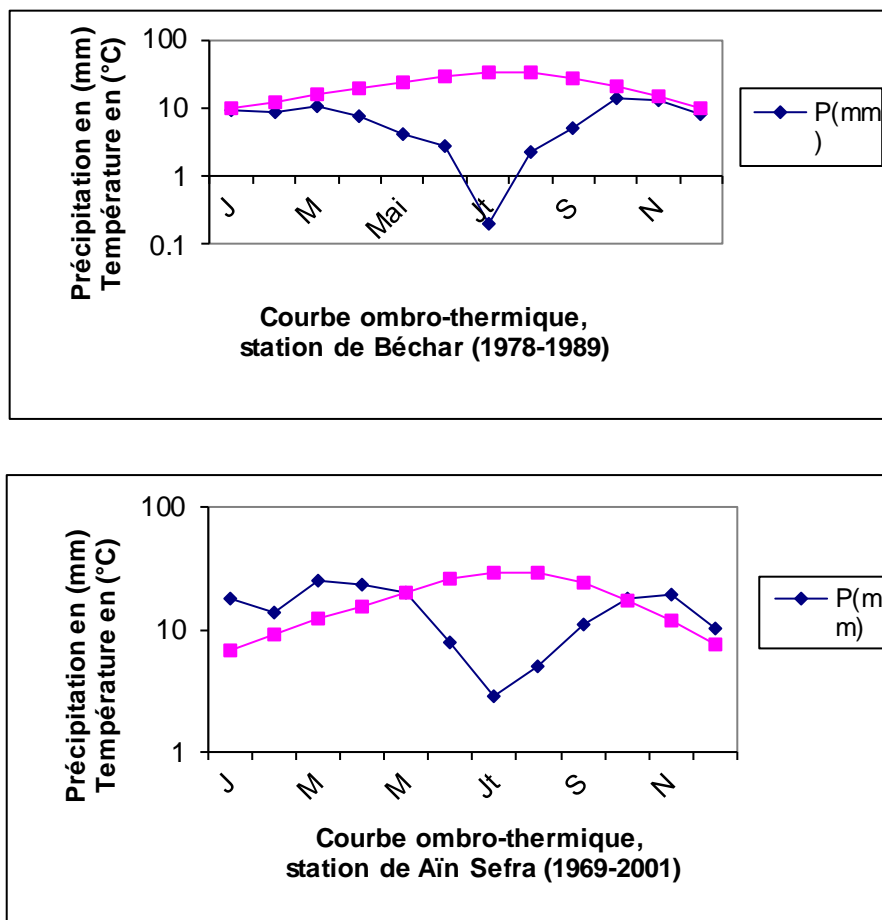 Précipitation en (mm)
Température en (°C)
100
10
1
0.1
J
M
Mai
Jt
S
N
P(mm
)
Courbe ombro-thermique,
station de Béchar (1978-1989)
Précipitation en (mm)
Température en (°C)
100
10
1
J
M
M
Jt
S
N
P(m
m)
Courbe ombro-thermique,
station de Aïn Sefra (1969-2001)